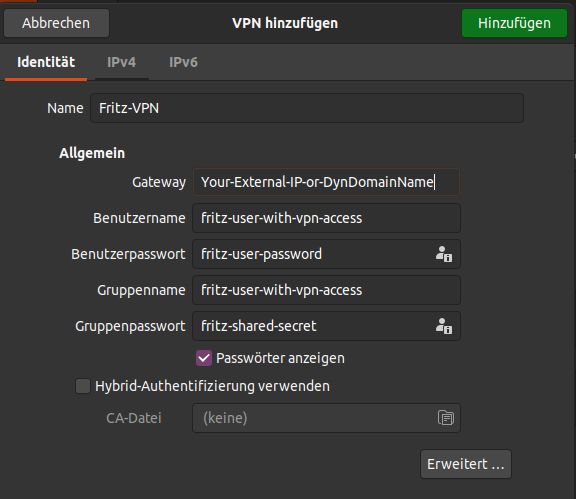 Abbrechen VPN hinzufügen Hinzufügen
Identität IPv4 IPv6
Name Fritz-VPN
Allgemein
Gateway Your-External-IP-or-DynDomainName
Benutzername fritz-user-with-vpn-access
Benutzerpasswort fritz-user-password
Gruppenname fritz-user-with-vpn-access
Gruppenpasswort fritz-shared-secret
Passwörter anzeigen
Hybrid-Authentifizierung verwenden
CA-Datei (keine)
Erweitert ...